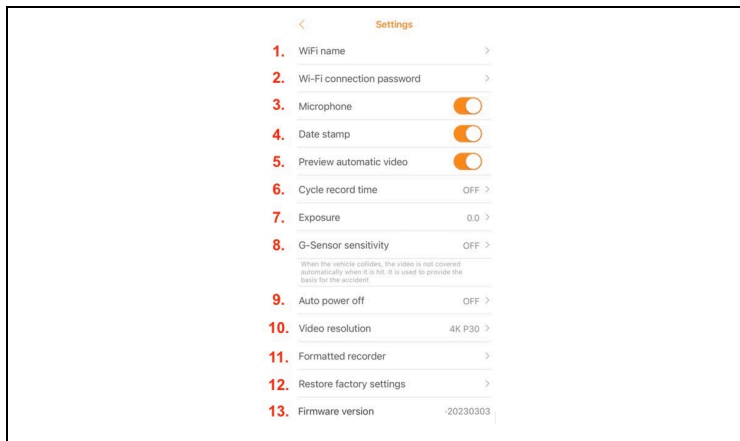 < Settings
1. WiFi name >
2. Wi-Fi connection password >
3. Microphone
4. Date stamp
5. Preview automatic video
6. Cycle record time OFF >
7. Exposure 0.0 >
8. G-Sensor sensitivity OFF >
When the vehicle collides, the video is not covered
automatically when it is hit. It is used to provide the
basis for the accident
9. Auto power off OFF >
10. Video resolution 4K P30 >
11. Formatted recorder >
12. Restore factory settings >
13. Firmware version -20230303